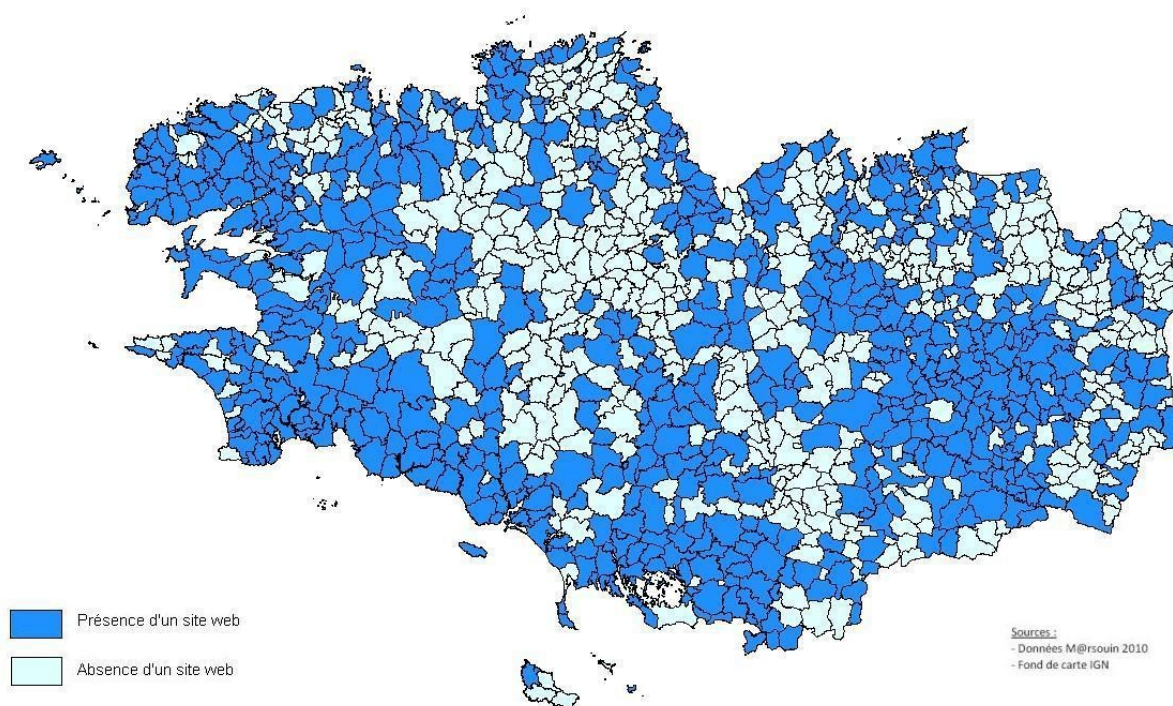 Présence d'un site web
Absence d'un site web
Sources :
- Données M@rsouin 2010
- Fond de carte IGN